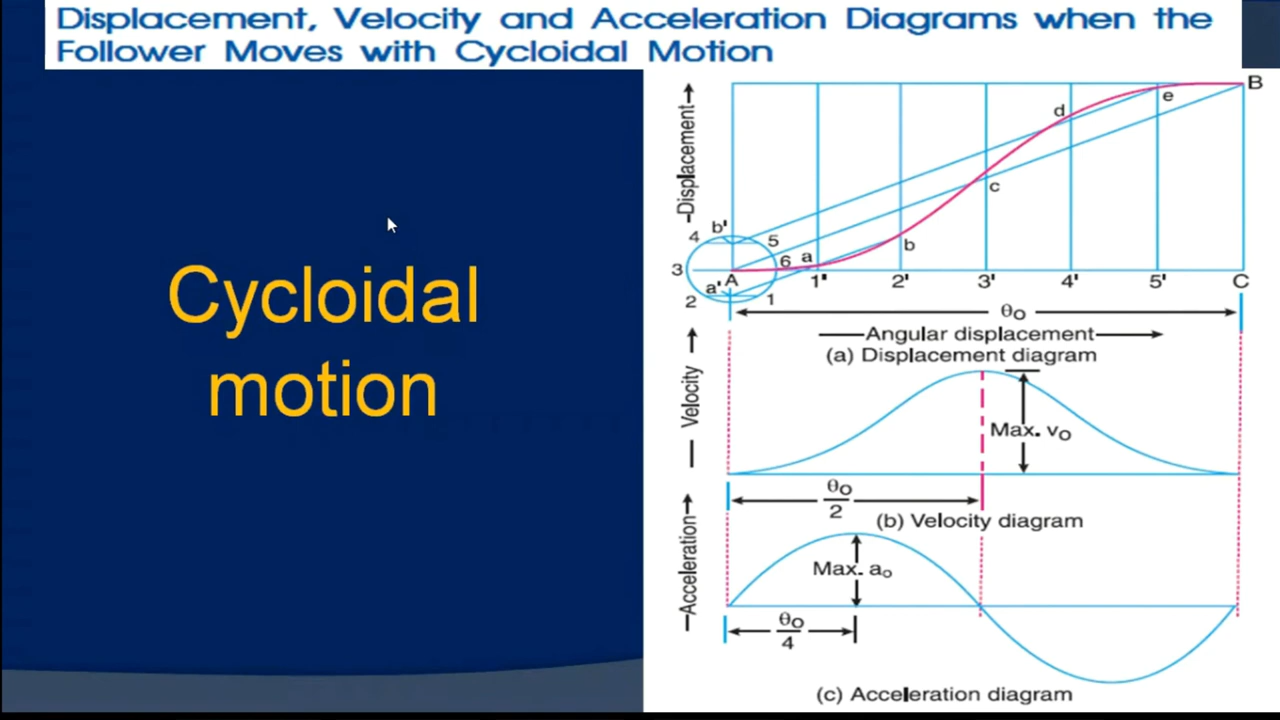 Displacement, Velocity and Acceleration Diagrams when the
Follower Moves with Cycloidal Motion
Cycloidal
motion
Displacement
B
e
d
c
b' 4 5
b
3 6 a
A 1' 2' 3' 4' 5' C
a'
2 1
θo
Angular displacement
(a) Displacement diagram
Velocity
Max. vo
θo
2
(b) Velocity diagram
Acceleration
Max. ao
θo
4
(c) Acceleration diagram